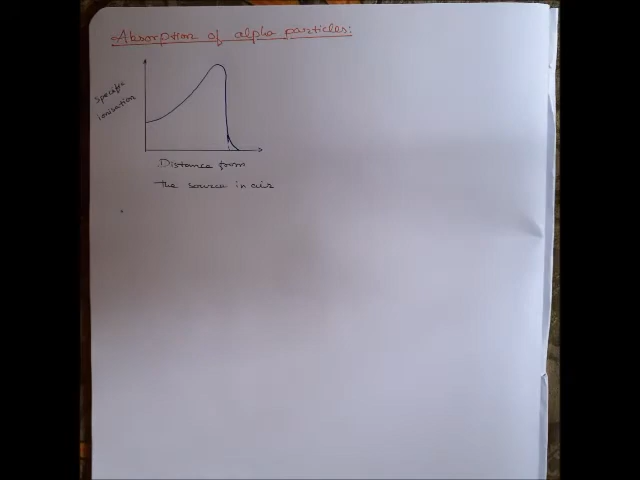 Absorption of alpha particles:
Specific
ionisation
Distance from
the source in air